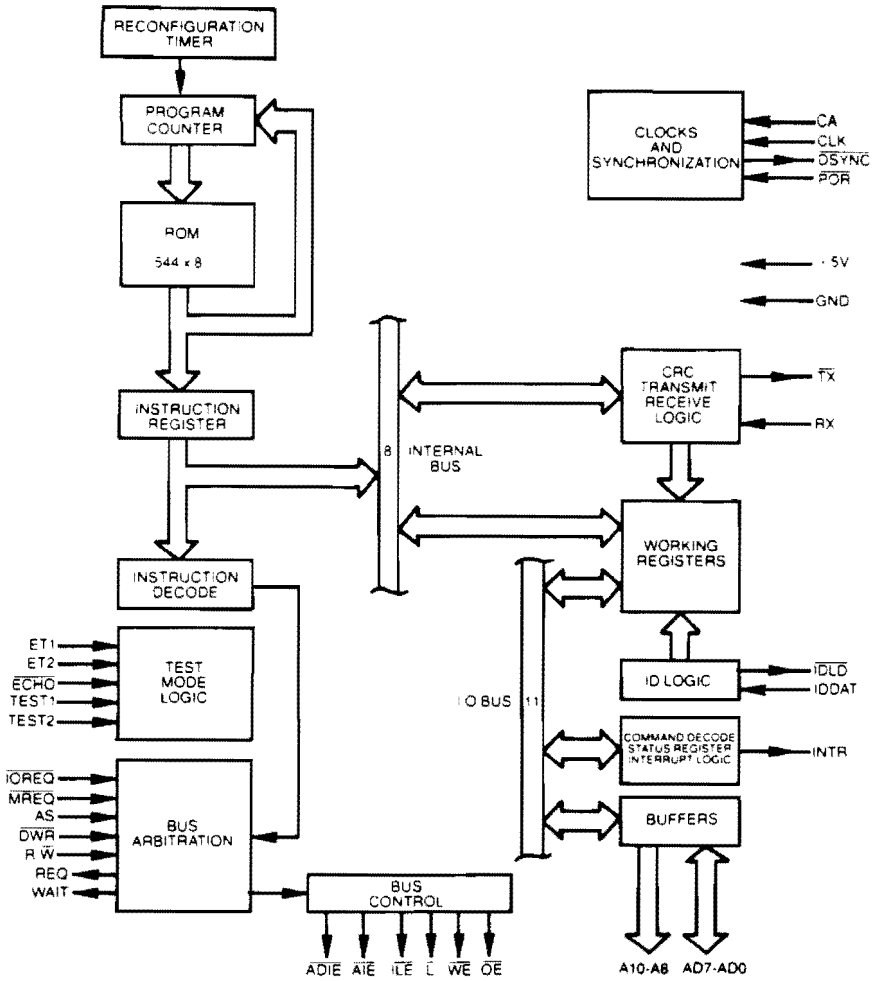 RECONFIGURATION
TIMER
PROGRAM
COUNTER
ROM
544 x 8
INSTRUCTION
REGISTER
INSTRUCTION
DECODE
ET1
ET2
ECHO
TEST1
TEST2
TEST
MODE
LOGIC
IOREQ
MREQ
AS
DWR
R W
REQ
WAIT
BUS
ARBITRATION
BUS
CONTROL
ADIE
AIE
ILE
L
WE
OE
8
INTERNAL
BUS
I O BUS
11
CLOCKS
AND
SYNCHRONIZATION
CA
CLK
DSYNC
POR
5V
GND
CRC
TRANSMIT
RECEIVE
LOGIC
TX
RX
WORKING
REGISTERS
ID LOGIC
IDLD
IDDAT
COMMAND DECODE
STATUS REGISTER
INTERRUPT LOGIC
INTR
BUFFERS
A10-A8
AD7-AD0